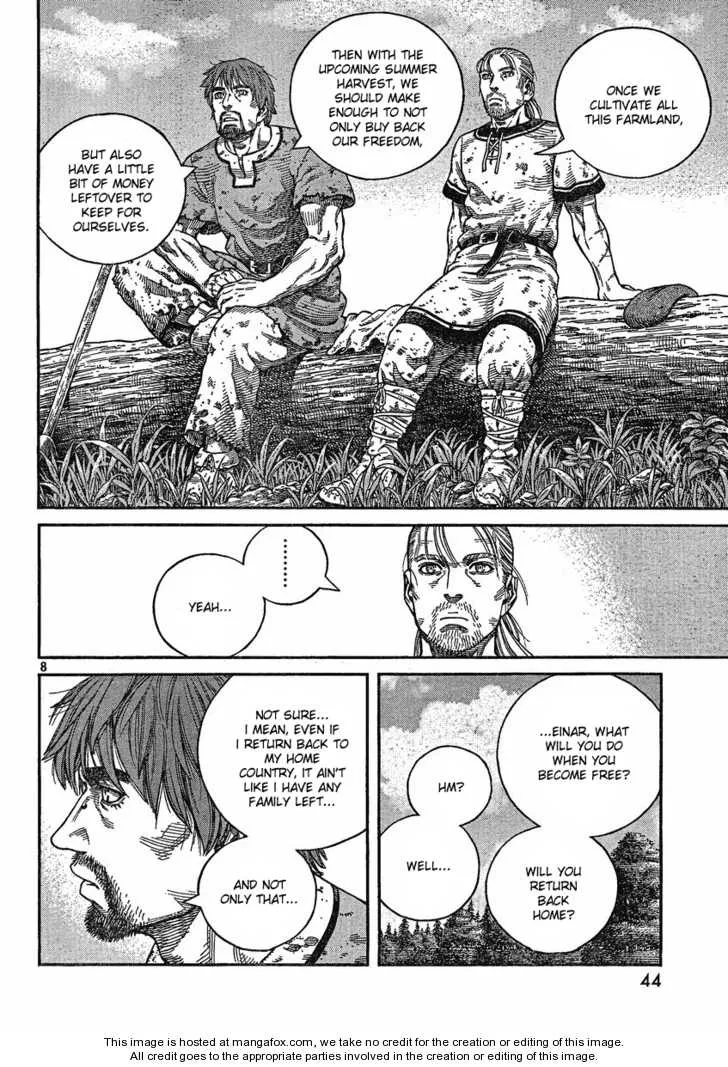 ONCE WE
CULTIVATE ALL
THIS FARMLAND,
THEN WITH THE
UPCOMING SUMMER
HARVEST, WE
SHOULD MAKE
ENOUGH TO NOT
ONLY BUY BACK
OUR FREEDOM,
BUT ALSO
HAVE A LITTLE
BIT OF MONEY
LEFTOVER TO
KEEP FOR
OURSELVES.
........
YEAH...
8
...EINAR, WHAT
WILL YOU DO
WHEN YOU
BECOME FREE?
WILL YOU
RETURN
BACK
HOME?
HM?
WELL...
NOT SURE...
I MEAN, EVEN IF
I RETURN BACK TO
MY HOME
COUNTRY, IT AIN'T
LIKE I HAVE ANY
FAMILY LEFT...
AND NOT
ONLY THAT...
44
This image is hosted at mangafox.com, we take no credit for the creation or editing of this image.
All credit goes to the appropriate parties involved in the creation or editing of this image.